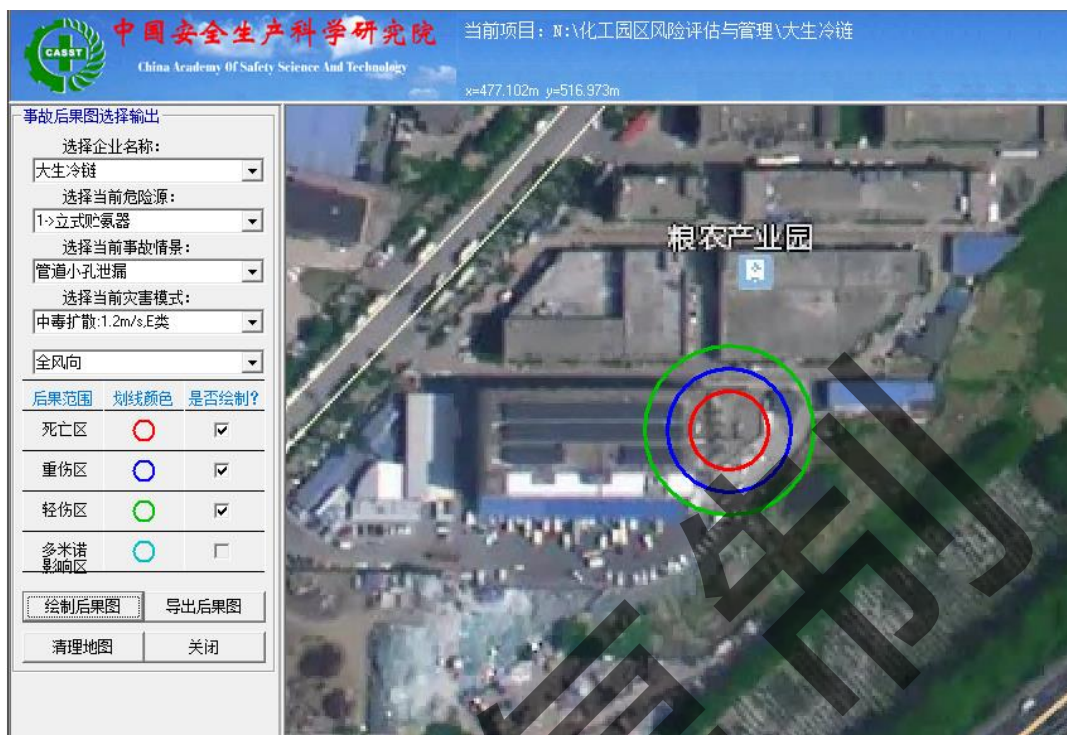 CASST
中国安全生产科学研究院
China Academy Of Safety Science And Technology
当前项目：N:\化工园区风险评估与管理\大生冷链
x=477.102m y=516.973m
事故后果图选择输出
选择企业名称：
大生冷链
选择当前危险源：
1->立式贮氨器
选择当前事故情景：
管道小孔泄漏
选择当前灾害模式：
中毒扩散:1.2m/s,E类
全风向
后果范围 划线颜色 是否绘制?
死亡区
重伤区
轻伤区
多米诺
影响区
绘制后果图 导出后果图
清理地图 关闭
粮农产业园
制